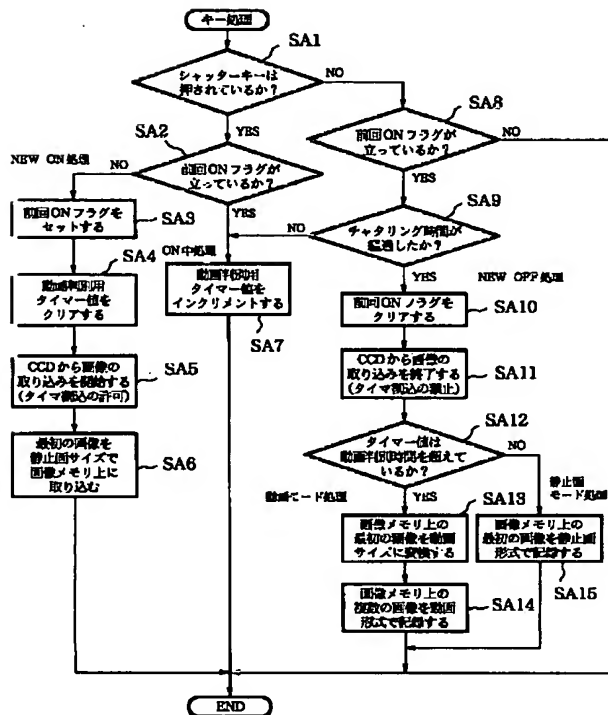 キー処理
SA1
シャッターキーは
押されているか?
NO
YES
SA2
前回ONフラグが
立っているか?
NO
YES
SA8
前回ONフラグが
立っているか?
NO
YES
NEW ON 処理
SA3
前回ONフラグを
セットする
SA4
動画判別用
タイマー値を
クリアする
SA5
CCDから画像の
取り込みを開始する
(タイマ割込の許可)
SA6
最初の画像を
静止画サイズで
画像メモリ上に
取り込む
ON中処理
動画判別用
タイマー値を
インクリメントする
SA7
SA9
チャタリング時間が
経過したか?
NO
YES
NEW OFF 処理
SA10
前回ONフラグを
クリアする
SA11
CCDから画像の
取り込みを終了する
(タイマ割込の禁止)
SA12
タイマー値は
動画判別時間を超えて
いるか?
NO
YES
動画モード処理
SA13
画像メモリ上の
最初の画像を動画
サイズに変換する
SA14
画像メモリ上の
複数の画像を動画
形式で記録する
静止画
モード処理
画像メモリ上の
最初の画像を静止画
形式で記録する
SA15
END